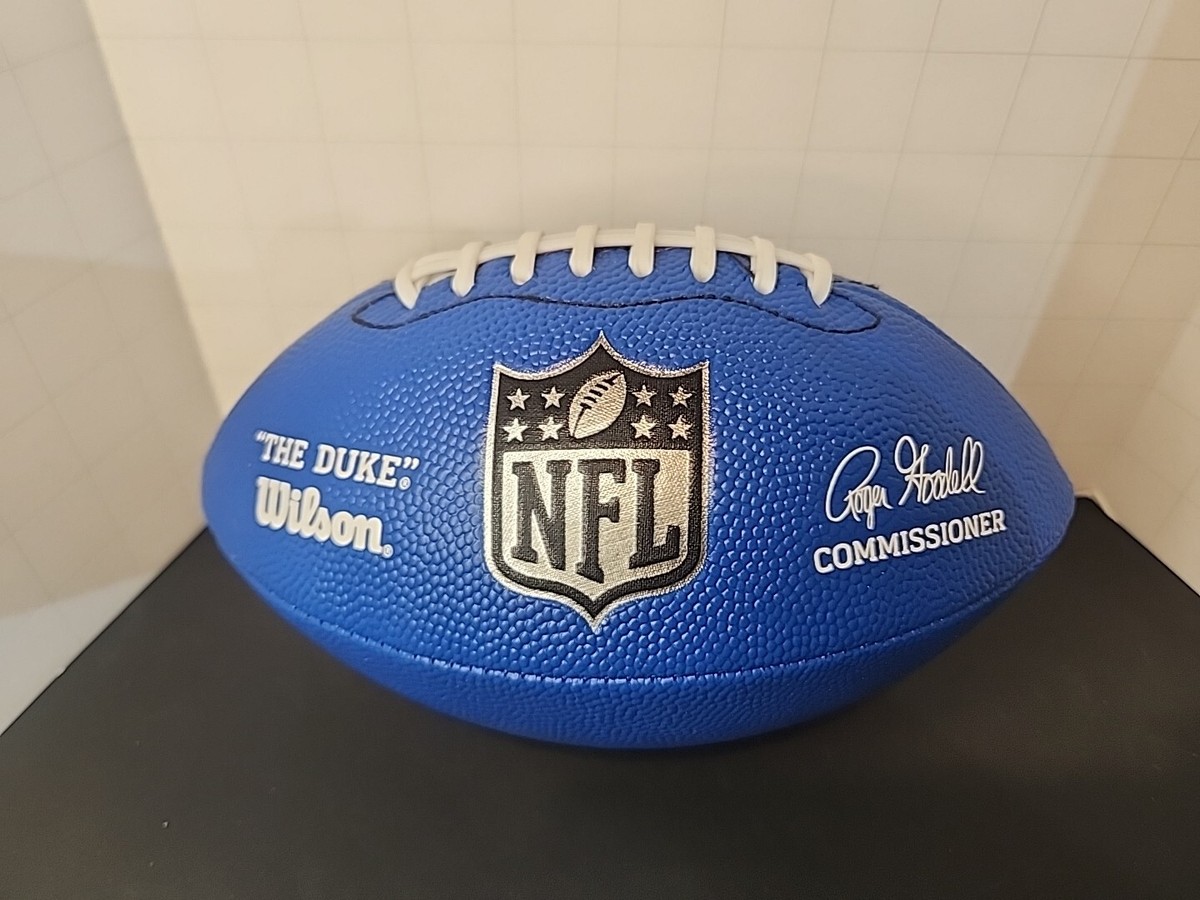 "THE DUKE"®
Wilson®
NFL
Roger Goodell
COMMISSIONER